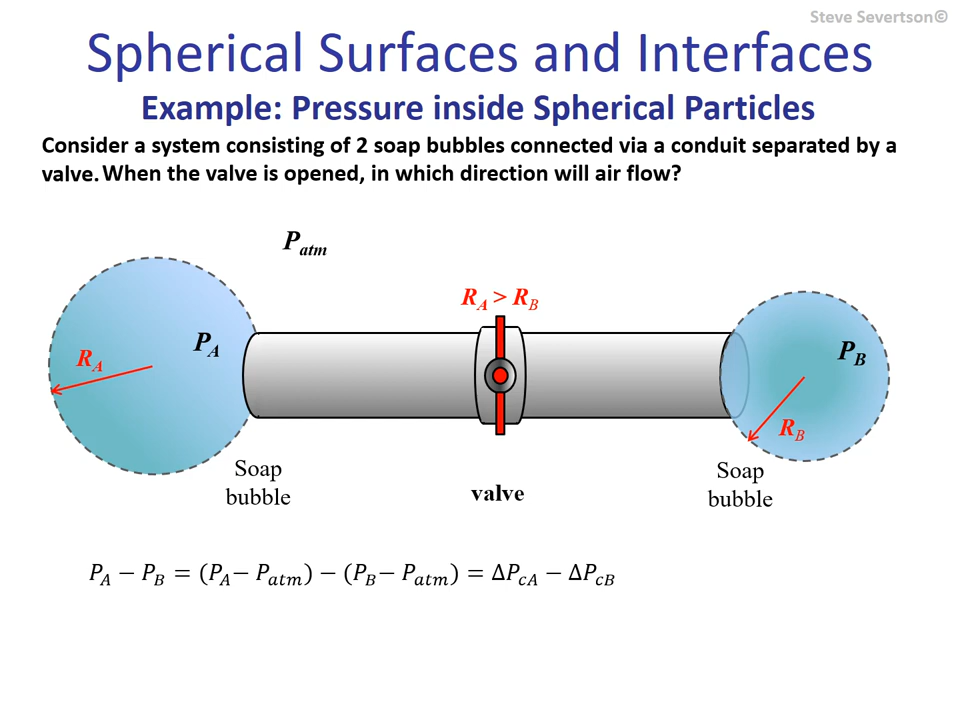 Steve Severtson©
Spherical Surfaces and Interfaces
Example: Pressure inside Spherical Particles
Consider a system consisting of 2 soap bubbles connected via a conduit separated by a
valve. When the valve is opened, in which direction will air flow?
P_atm
R_A > R_B
P_A
R_A
P_B
R_B
Soap
bubble
valve
Soap
bubble
P_A − P_B = (P_A − P_atm) − (P_B − P_atm) = ΔP_cA − ΔP_cB